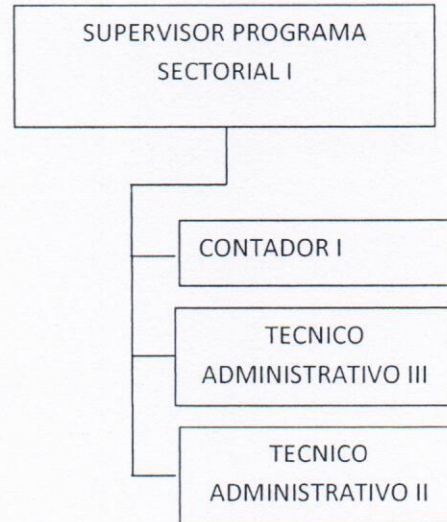 SUPERVISOR PROGRAMA
SECTORIAL I
CONTADOR I
TECNICO
ADMINISTRATIVO III
TECNICO
ADMINISTRATIVO II